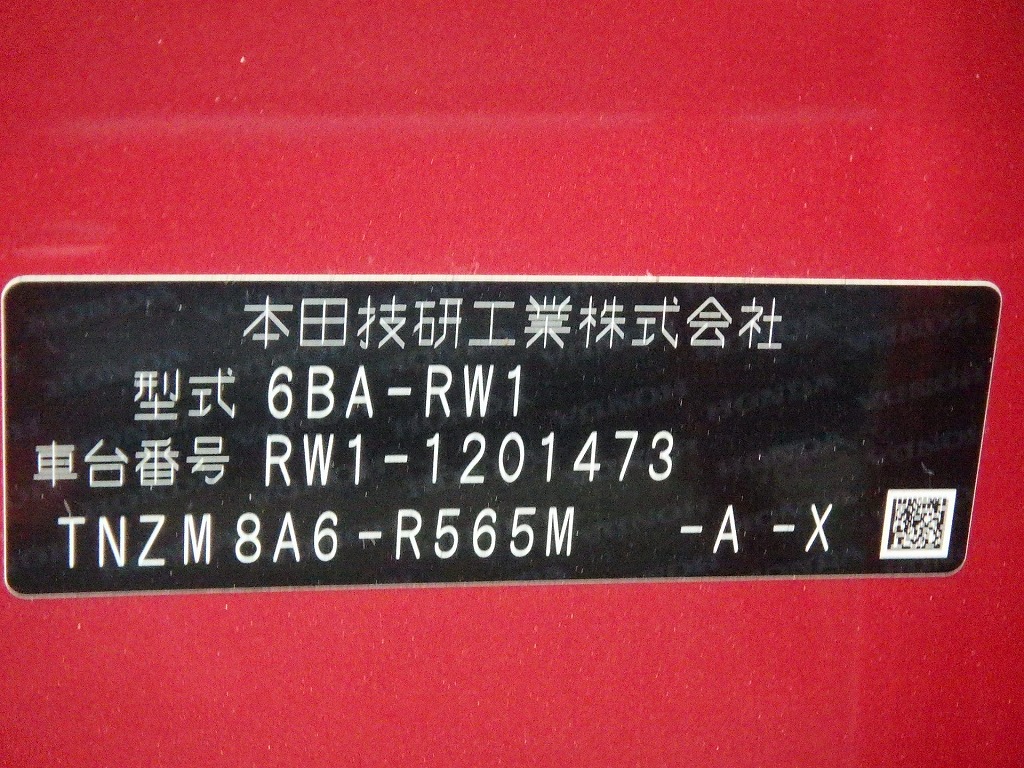 本田技研工業株式会社
型式 6BA-RW1
車台番号 RW1-1201473
TNZM8A6-R565M -A -X